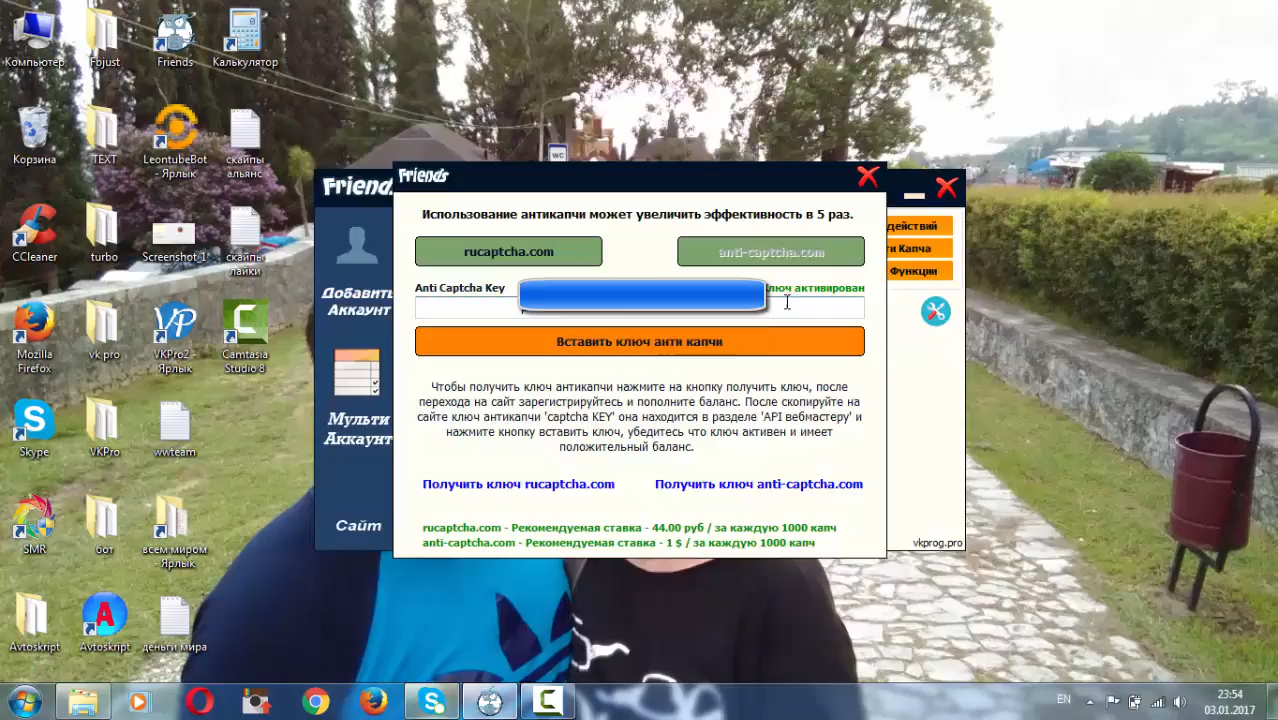 Компьютер
Fojust
Friends
Калькулятор
Корзина
TEXT
LeontubeBot
- Ярлык
скайпы
альянс
CCleaner
turbo
Screenshot_1
скайпы
лайки
Mozilla
Firefox
vk pro
VKPro2 -
Ярлык
Camtasia
Studio 8
Skype
VKPro
wwteam
SMR
бот
всем миром -
Ярлык
Avtoskript
Avtoskript
деньги мира
WC
Friends
Использование антикапчи может увеличить эффективность в 5 раз.
rucaptcha.com
anti-captcha.com
Anti Captcha Key
ключ активирован
Вставить ключ анти капчи
Чтобы получить ключ антикапчи нажмите на кнопку получить ключ, после
перехода на сайт зарегистрируйтесь и пополните баланс. После скопируйте на
сайте ключ антикапчи 'captcha KEY' она находится в разделе 'API вебмастеру' и
нажмите кнопку вставить ключ, убедитесь что ключ активен и имеет
положительный баланс.
Получить ключ rucaptcha.com
Получить ключ anti-captcha.com
rucaptcha.com - Рекомендуемая ставка - 44.00 руб / за каждую 1000 капч
anti-captcha.com - Рекомендуемая ставка - 1 $ / за каждую 1000 капч
Добавить
Аккаунт
Мульти
Аккаунт
Сайт
Капча
Функции
vkprog.pro
EN
23:54
03.01.2017